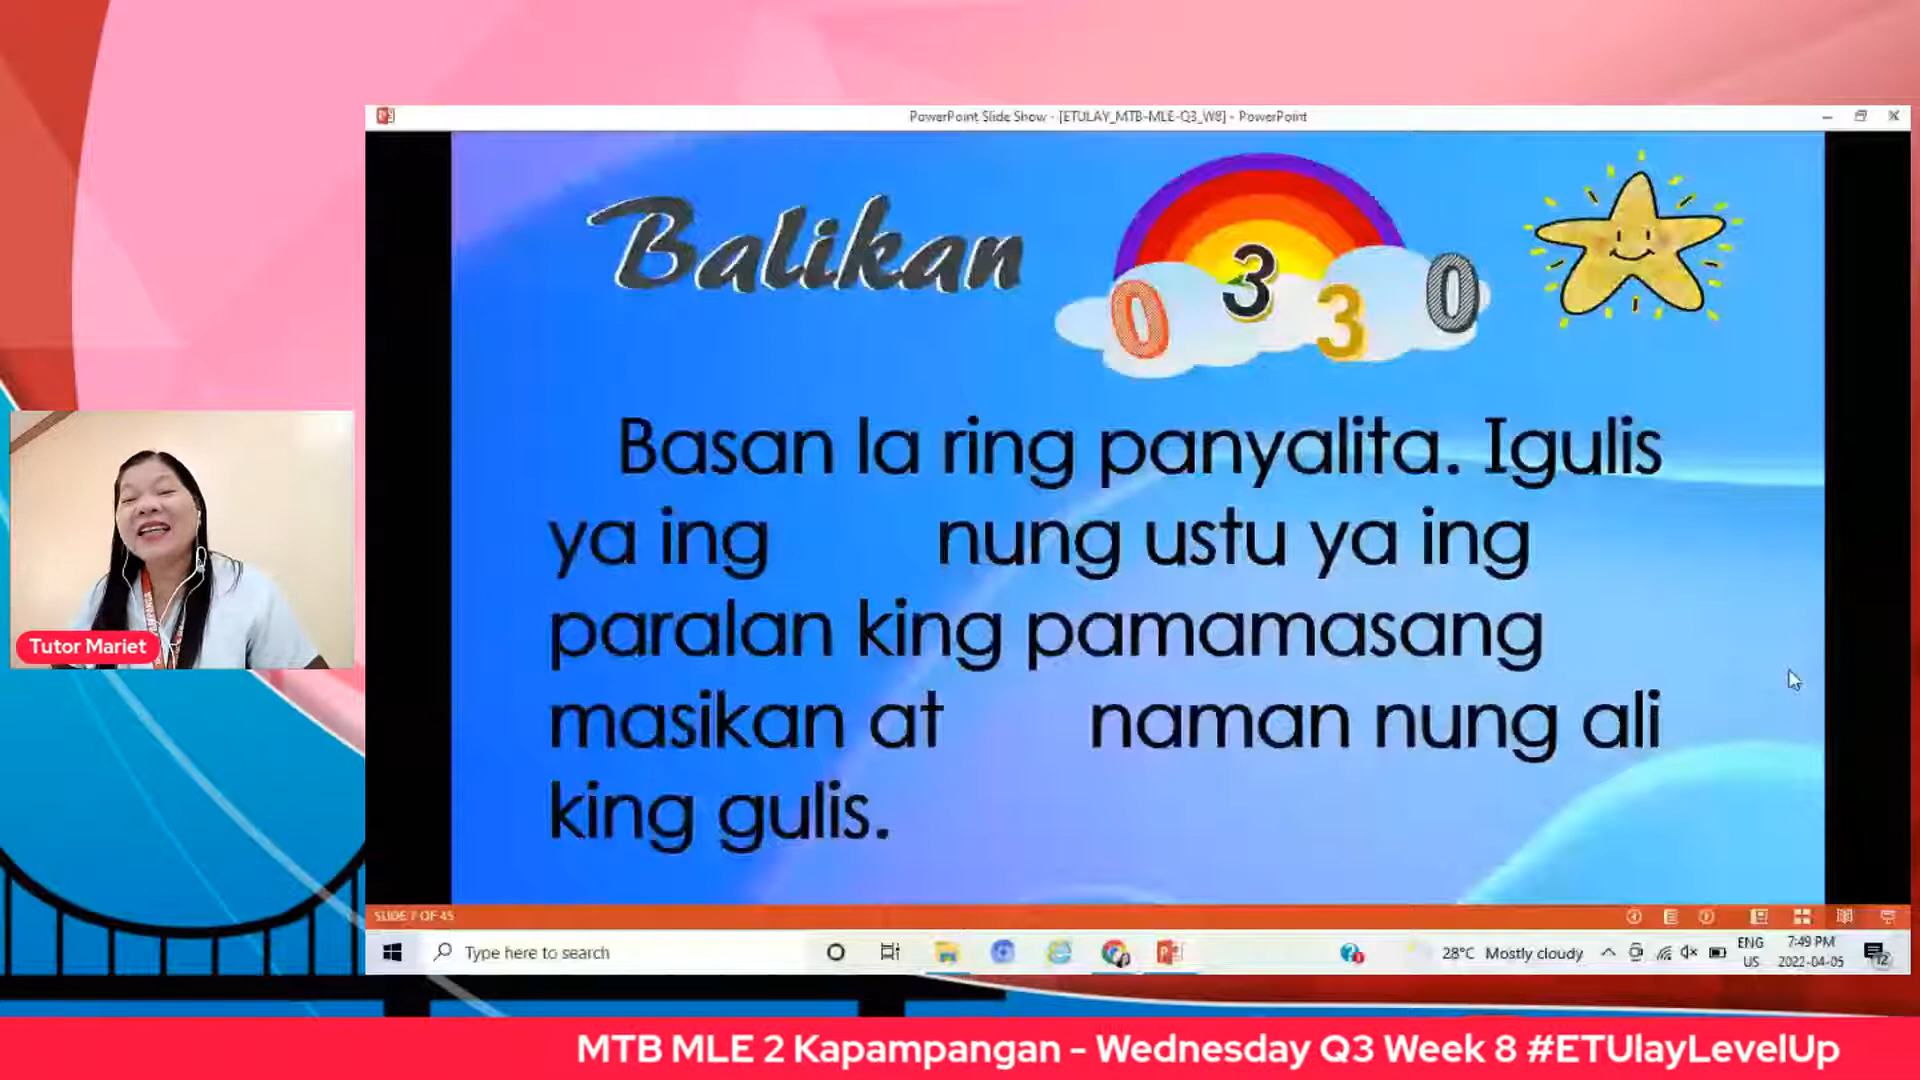 PowerPoint Slide Show - [ETULAY_MTB-MLE-Q3_W8] - PowerPoint
Balikan
0 3 3 0
Basan la ring panyalita. Igulis
ya ing nung ustu ya ing
paralan king pamamasang
masikan at naman nung ali
king gulis.
Tutor Mariet
SLIDE 7 OF 45
Type here to search
28°C Mostly cloudy
ENG
US
7:49 PM
2022-04-05
12
MTB MLE 2 Kapampangan - Wednesday Q3 Week 8 #ETUlayLevelUp